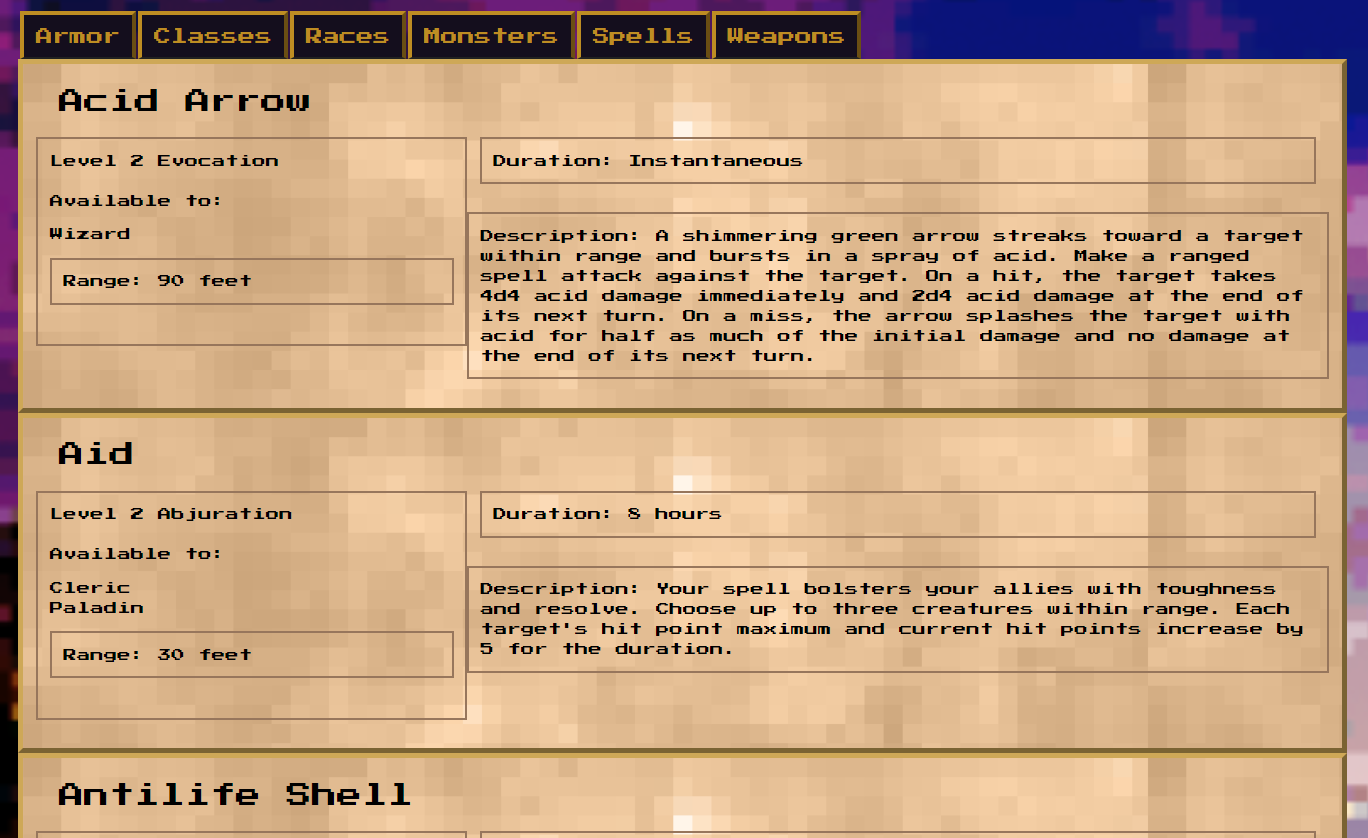 Armor Classes Races Monsters Spells Weapons
Acid Arrow
Level 2 Evocation
Available to:
Wizard
Range: 90 feet
Duration: Instantaneous
Description: A shimmering green arrow streaks toward a target
within range and bursts in a spray of acid. Make a ranged
spell attack against the target. On a hit, the target takes
4d4 acid damage immediately and 2d4 acid damage at the end of
its next turn. On a miss, the arrow splashes the target with
acid for half as much of the initial damage and no damage at
the end of its next turn.
Aid
Level 2 Abjuration
Available to:
Cleric
Paladin
Range: 30 feet
Duration: 8 hours
Description: Your spell bolsters your allies with toughness
and resolve. Choose up to three creatures within range. Each
target's hit point maximum and current hit points increase by
5 for the duration.
Antilife Shell